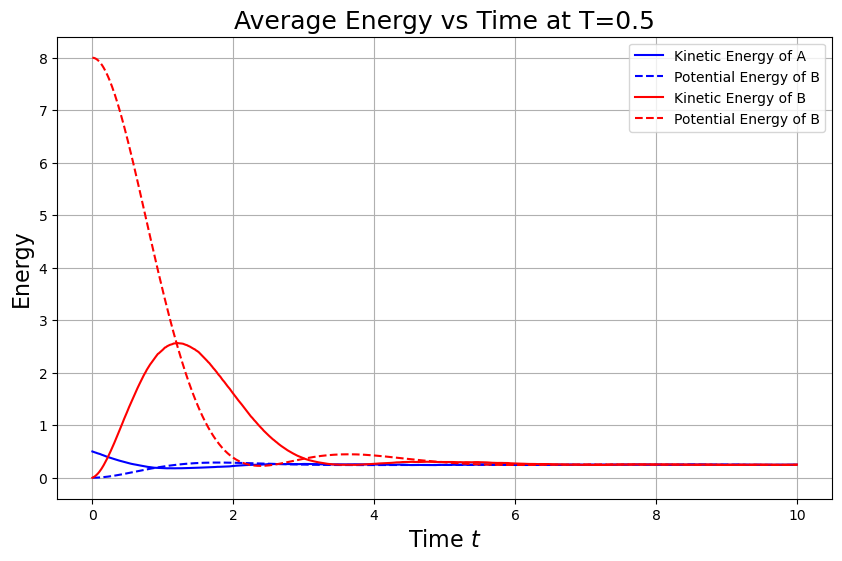 Average Energy vs Time at T=0.5
Kinetic Energy of A
Potential Energy of B
Kinetic Energy of B
Potential Energy of B
Energy
8
7
6
5
4
3
2
1
0
0 2 4 6 8 10
Time t